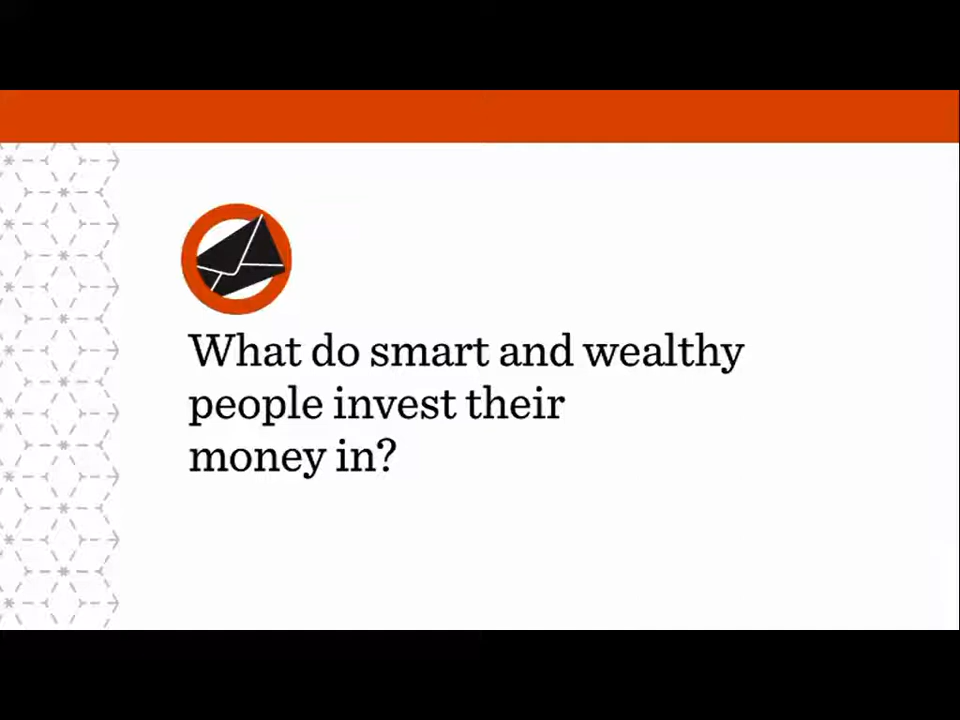 What do smart and wealthy
people invest their
money in?